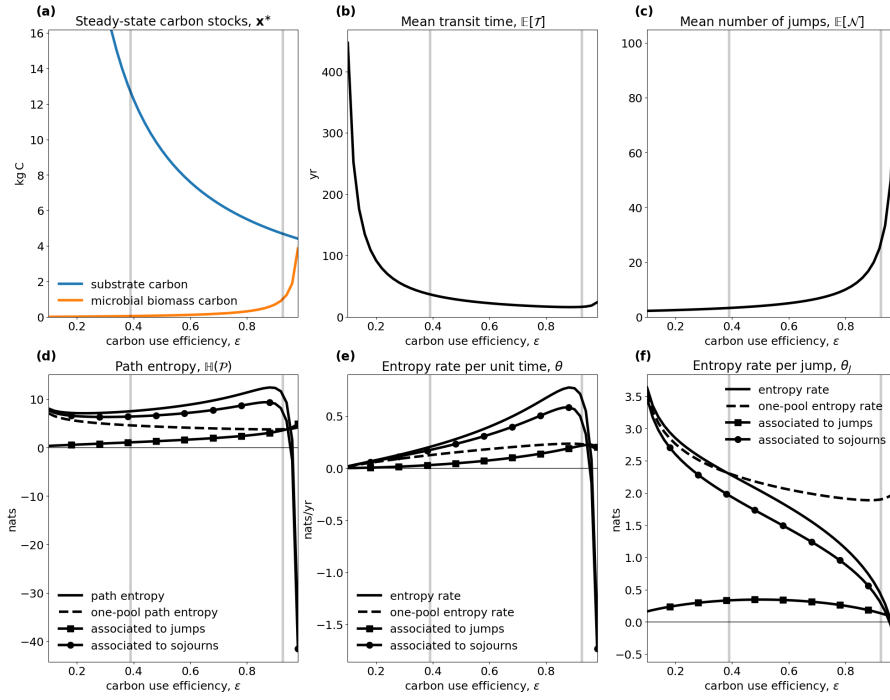 (a)
Steady-state carbon stocks, x*
16
14
12
10
8
6
4
2
0
kg C
substrate carbon
microbial biomass carbon
0.2 0.4 0.6 0.8
carbon use efficiency, ε
(b)
Mean transit time, 𝔼[𝒯]
400
300
200
100
0
yr
0.2 0.4 0.6 0.8
carbon use efficiency, ε
(c)
Mean number of jumps, 𝔼[𝒩]
100
80
60
40
20
0
0.2 0.4 0.6 0.8
carbon use efficiency, ε
(d)
Path entropy, ℍ(𝒫)
10
0
−10
−20
−30
−40
nats
path entropy
one-pool path entropy
associated to jumps
associated to sojourns
0.2 0.4 0.6 0.8
carbon use efficiency, ε
(e)
Entropy rate per unit time, θ
0.5
0.0
−0.5
−1.0
−1.5
nats/yr
entropy rate
one-pool entropy rate
associated to jumps
associated to sojourns
0.2 0.4 0.6 0.8
carbon use efficiency, ε
(f)
Entropy rate per jump, θ_J
3.5
3.0
2.5
2.0
1.5
1.0
0.5
0.0
−0.5
nats
entropy rate
one-pool entropy rate
associated to jumps
associated to sojourns
0.2 0.4 0.6 0.8
carbon use efficiency, ε